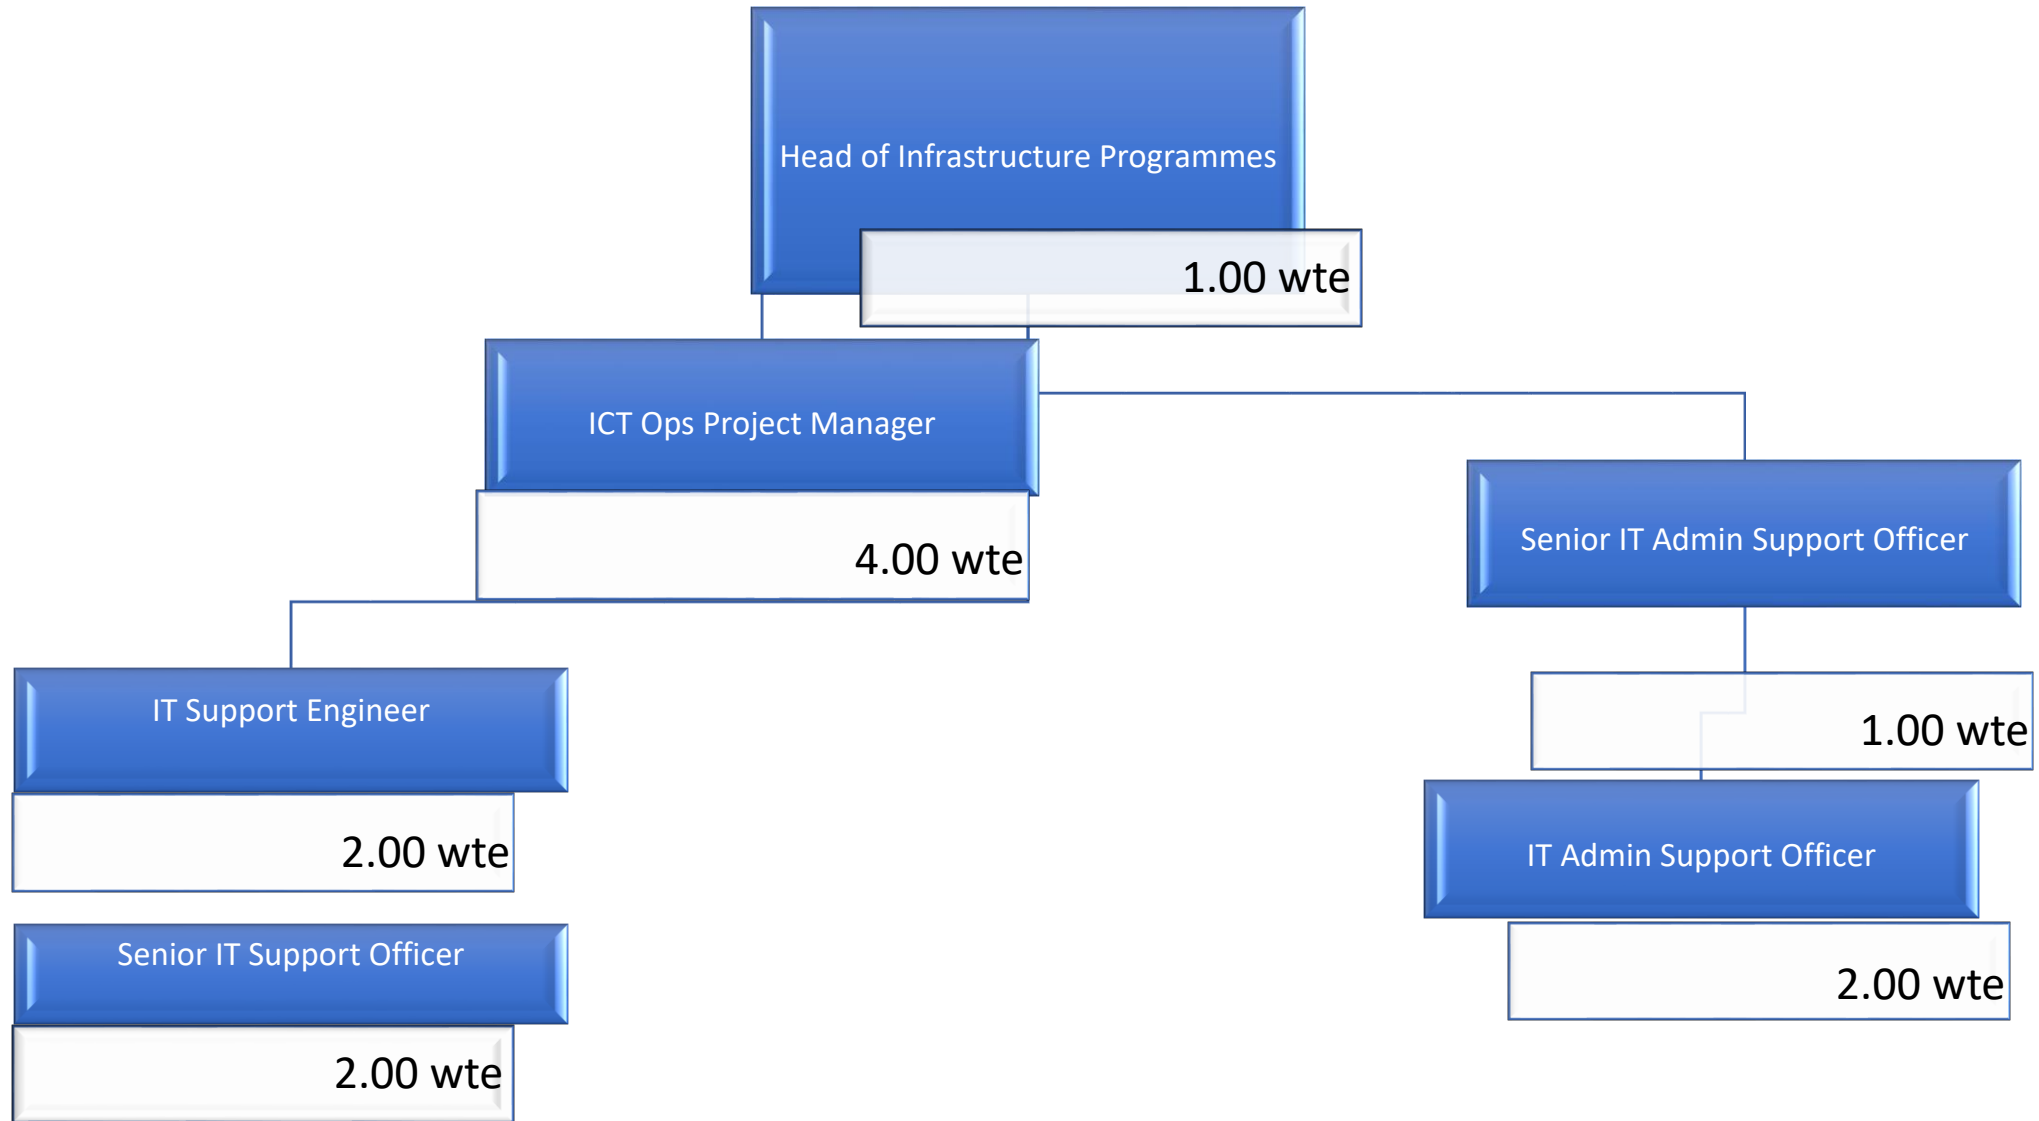 Head of Infrastructure Programmes
1.00 wte
ICT Ops Project Manager
4.00 wte
Senior IT Admin Support Officer
1.00 wte
IT Support Engineer
2.00 wte
IT Admin Support Officer
2.00 wte
Senior IT Support Officer
2.00 wte